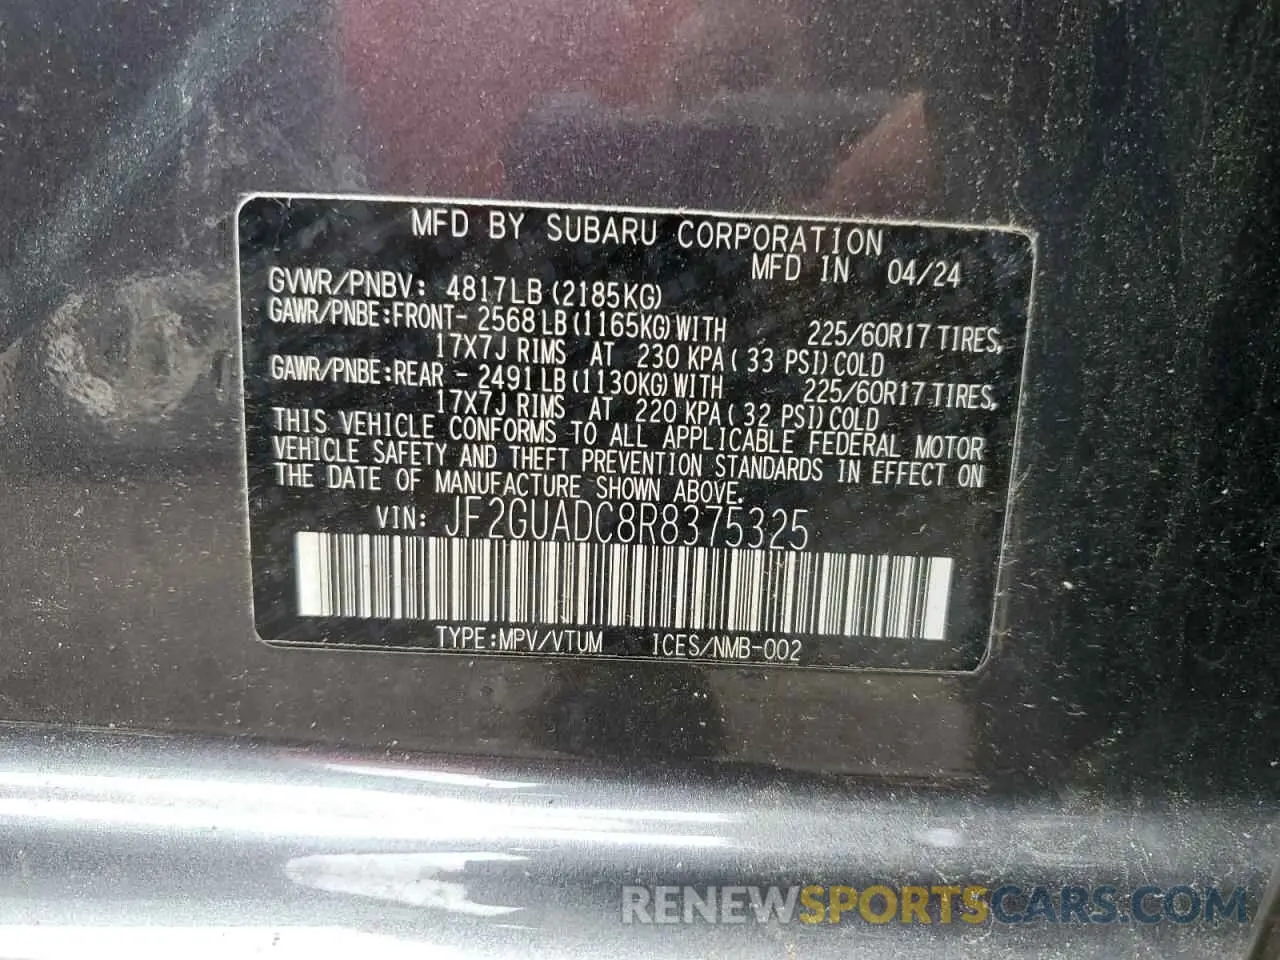 MFD BY SUBARU CORPORATION
MFD IN 04/24
GVWR/PNBV: 4817LB (2185KG)
GAWR/PNBE:FRONT- 2568LB (1165KG) WITH 225/60R17 TIRES,
17X7J RIMS AT 230 KPA ( 33 PSI) COLD
GAWR/PNBE:REAR - 2491LB (1130KG) WITH 225/60R17 TIRES,
17X7J RIMS AT 220 KPA ( 32 PSI) COLD
THIS VEHICLE CONFORMS TO ALL APPLICABLE FEDERAL MOTOR
VEHICLE SAFETY AND THEFT PREVENTION STANDARDS IN EFFECT ON
THE DATE OF MANUFACTURE SHOWN ABOVE.
VIN: JF2GUADC8R8375325
TYPE:MPV/VTUM ICES/NMB-002
RENEWSPORTSCARS.COM